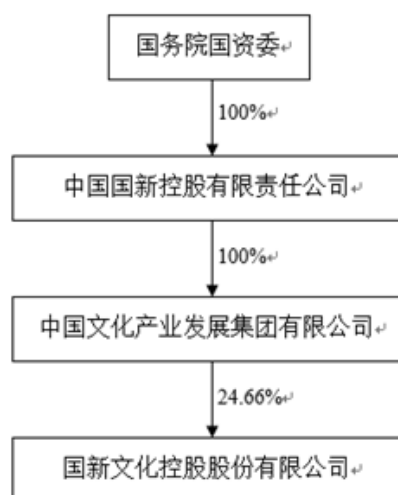 国务院国资委
100%
中国国新控股有限责任公司
100%
中国文化产业发展集团有限公司
24.66%
国新文化控股股份有限公司